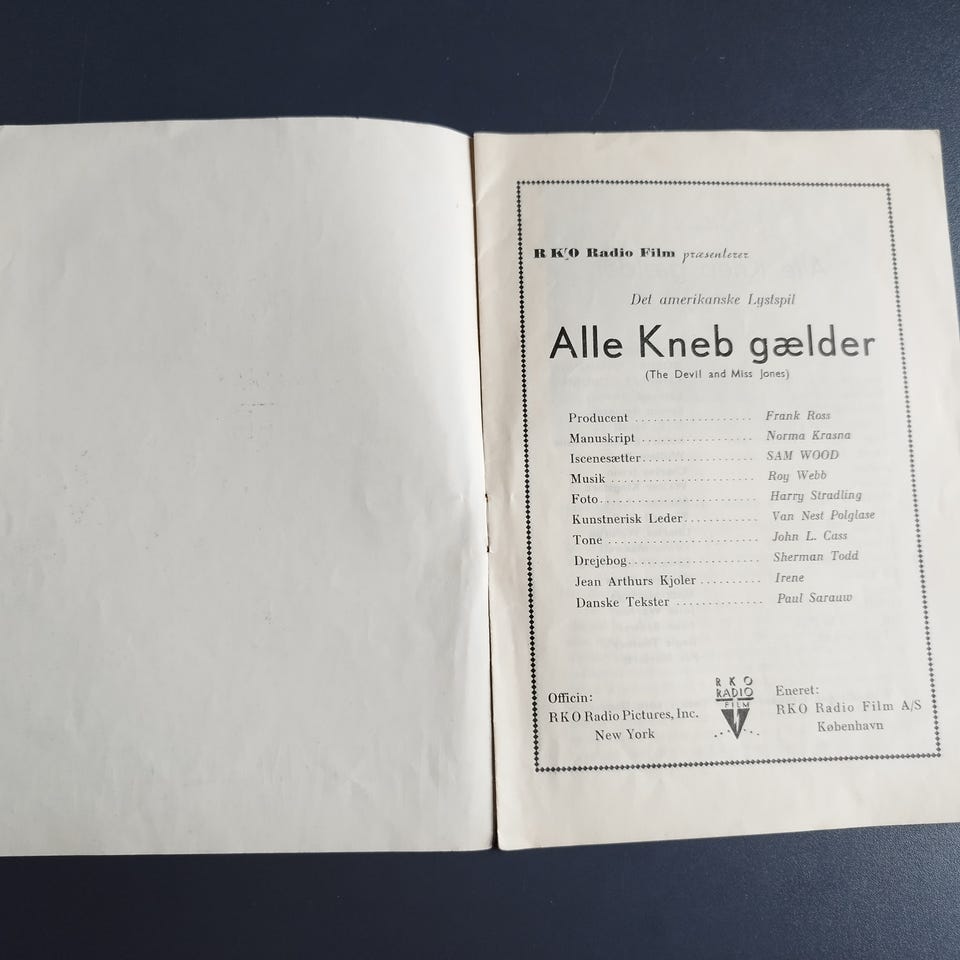 RKO Radio Film præsenterer
Det amerikanske Lystspil
Alle Kneb gælder
(The Devil and Miss Jones)
Producent .................. Frank Ross
Manuskript ................. Norma Krasna
Iscenesætter................. SAM WOOD
Musik ...................... Roy Webb
Foto........................ Harry Stradling
Kunstnerisk Leder............ Van Nest Polglase
Tone ....................... John L. Cass
Drejebog.................... Sherman Todd
Jean Arthurs Kjoler .......... Irene
Danske Tekster ............. Paul Sarauw
Officin:
RKO Radio Pictures, Inc.
New York
RKO
RADIO
FILM
Eneret:
RKO Radio Film A/S
København